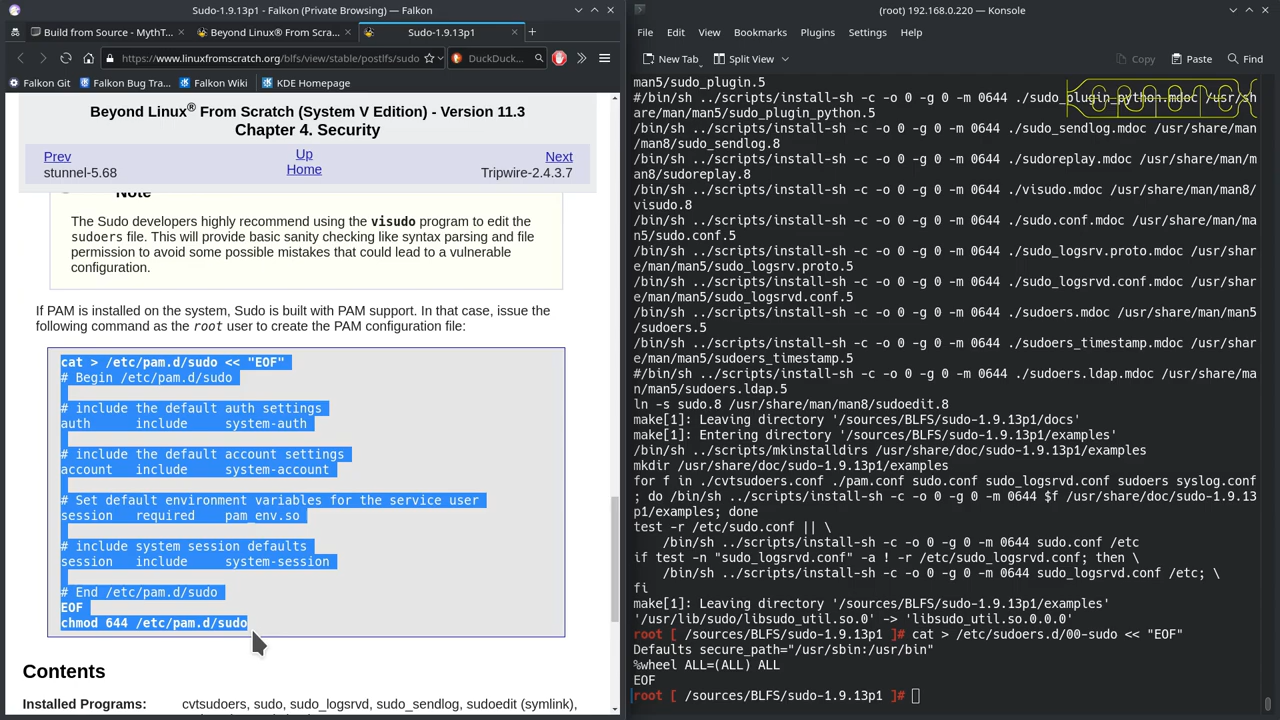 Sudo-1.9.13p1 — Falkon (Private Browsing) — Falkon
Build from Source - MythT...
Beyond Linux® From Scra...
Sudo-1.9.13p1
https://www.linuxfromscratch.org/blfs/view/stable/postlfs/sudo
DuckDuck...
Falkon Git
Falkon Bug Tra...
Falkon Wiki
KDE Homepage
Beyond Linux® From Scratch (System V Edition) - Version 11.3
Chapter 4. Security
Prev
Up
Next
stunnel-5.68
Home
Tripwire-2.4.3.7
Note
The Sudo developers highly recommend using the visudo program to edit the
sudoers file. This will provide basic sanity checking like syntax parsing and file
permission to avoid some possible mistakes that could lead to a vulnerable
configuration.
If PAM is installed on the system, Sudo is built with PAM support. In that case, issue the
following command as the root user to create the PAM configuration file:
cat > /etc/pam.d/sudo << "EOF"
# Begin /etc/pam.d/sudo
# include the default auth settings
auth include system-auth
# include the default account settings
account include system-account
# Set default environment variables for the service user
session required pam_env.so
# include system session defaults
session include system-session
# End /etc/pam.d/sudo
EOF
chmod 644 /etc/pam.d/sudo
Contents
Installed Programs: cvtsudoers, sudo, sudo_logsrvd, sudo_sendlog, sudoedit (symlink),
(root) 192.168.0.220 — Konsole
File Edit View Bookmarks Plugins Settings Help
New Tab
Split View
Copy
Paste
Find
man5/sudo_plugin.5
#/bin/sh ../scripts/install-sh -c -o 0 -g 0 -m 0644 ./sudo_plugin_python.mdoc /usr/sh
are/man/man5/sudo_plugin_python.5
/bin/sh ../scripts/install-sh -c -o 0 -g 0 -m 0644 ./sudo_sendlog.mdoc /usr/share/man
/man8/sudo_sendlog.8
/bin/sh ../scripts/install-sh -c -o 0 -g 0 -m 0644 ./sudoreplay.mdoc /usr/share/man/m
an8/sudoreplay.8
/bin/sh ../scripts/install-sh -c -o 0 -g 0 -m 0644 ./visudo.mdoc /usr/share/man/man8/
visudo.8
/bin/sh ../scripts/install-sh -c -o 0 -g 0 -m 0644 ./sudo.conf.mdoc /usr/share/man/ma
n5/sudo.conf.5
/bin/sh ../scripts/install-sh -c -o 0 -g 0 -m 0644 ./sudo_logsrv.proto.mdoc /usr/shar
e/man/man5/sudo_logsrv.proto.5
/bin/sh ../scripts/install-sh -c -o 0 -g 0 -m 0644 ./sudo_logsrvd.conf.mdoc /usr/shar
e/man/man5/sudo_logsrvd.conf.5
/bin/sh ../scripts/install-sh -c -o 0 -g 0 -m 0644 ./sudoers.mdoc /usr/share/man/man5
/sudoers.5
/bin/sh ../scripts/install-sh -c -o 0 -g 0 -m 0644 ./sudoers_timestamp.mdoc /usr/shar
e/man/man5/sudoers_timestamp.5
#/bin/sh ../scripts/install-sh -c -o 0 -g 0 -m 0644 ./sudoers.ldap.mdoc /usr/share/ma
n/man5/sudoers.ldap.5
ln -s sudo.8 /usr/share/man/man8/sudoedit.8
make[1]: Leaving directory '/sources/BLFS/sudo-1.9.13p1/docs'
make[1]: Entering directory '/sources/BLFS/sudo-1.9.13p1/examples'
/bin/sh ../scripts/mkinstalldirs /usr/share/doc/sudo-1.9.13p1/examples
mkdir /usr/share/doc/sudo-1.9.13p1/examples
for f in ./cvtsudoers.conf ./pam.conf sudo.conf sudo_logsrvd.conf sudoers syslog.conf
; do /bin/sh ../scripts/install-sh -c -o 0 -g 0 -m 0644 $f /usr/share/doc/sudo-1.9.13
p1/examples; done
test -r /etc/sudo.conf || \
/bin/sh ../scripts/install-sh -c -o 0 -g 0 -m 0644 sudo.conf /etc
if test -n "sudo_logsrvd.conf" -a ! -r /etc/sudo_logsrvd.conf; then \
/bin/sh ../scripts/install-sh -c -o 0 -g 0 -m 0644 sudo_logsrvd.conf /etc; \
fi
make[1]: Leaving directory '/sources/BLFS/sudo-1.9.13p1/examples'
'/usr/lib/sudo/libsudo_util.so.0' -> 'libsudo_util.so.0.0.0'
root [ /sources/BLFS/sudo-1.9.13p1 ]# cat > /etc/sudoers.d/00-sudo << "EOF"
Defaults secure_path="/usr/sbin:/usr/bin"
%wheel ALL=(ALL) ALL
EOF
root [ /sources/BLFS/sudo-1.9.13p1 ]#